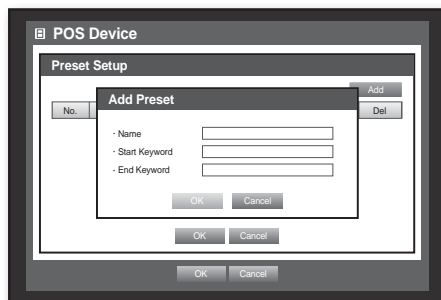 POS Device
Preset Setup
Add
No.
Del
Add Preset
· Name
· Start Keyword
· End Keyword
OK Cancel
OK Cancel
OK Cancel